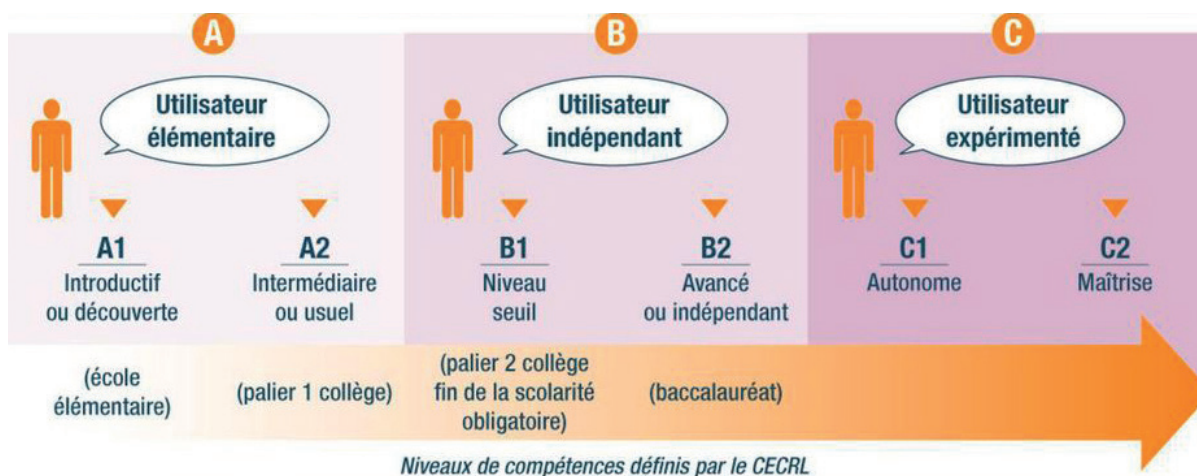 A
B
C
Utilisateur
élémentaire
Utilisateur
indépendant
Utilisateur
expérimenté
A1
Introductif
ou découverte
A2
Intermédiaire
ou usuel
B1
Niveau
seuil
B2
Avancé
ou indépendant
C1
Autonome
C2
Maîtrise
(école
élémentaire)
(palier 1 collège)
(palier 2 collège
fin de la scolarité
obligatoire)
(baccalauréat)
Niveaux de compétences définis par le CECRL